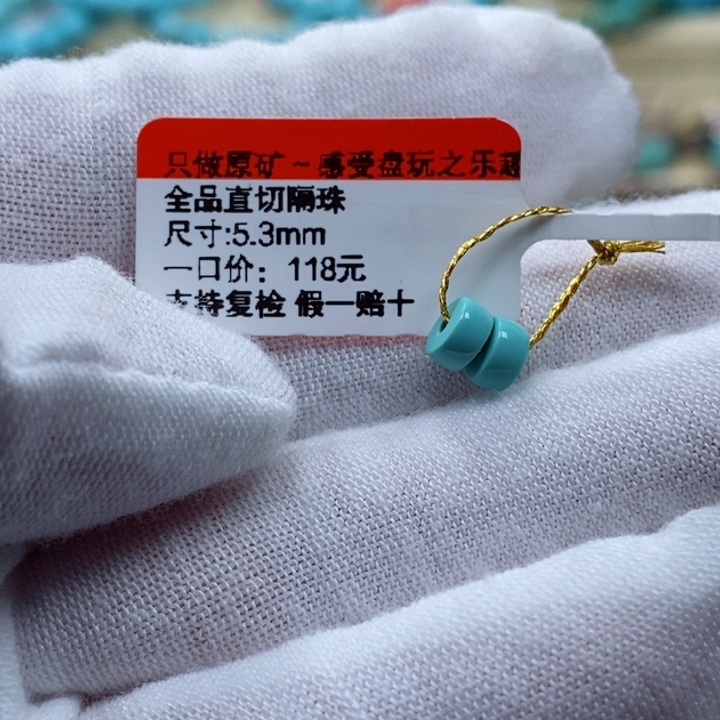 只做原矿~感受盘玩之乐趣
全品直切隔珠
尺寸:5.3mm
一口价：118元
支持复检 假一赔十